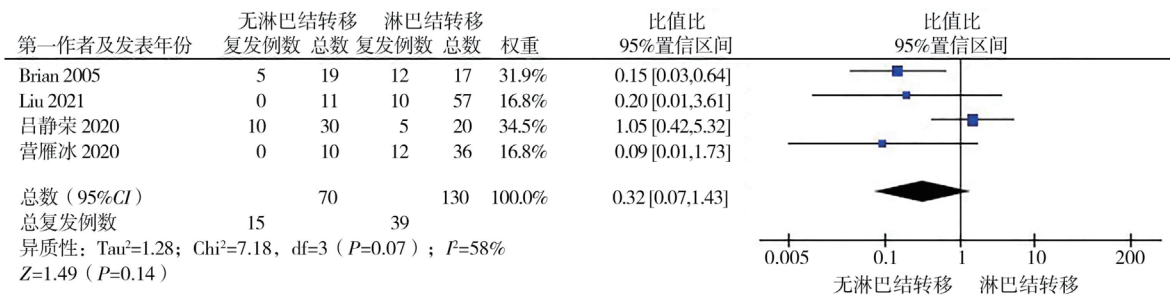 无淋巴结转移 淋巴结转移 比值比 比值比
第一作者及发表年份 复发例数 总数 复发例数 总数 权重 95%置信区间 95%置信区间
Brian 2005 5 19 12 17 31.9% 0.15 [0.03,0.64]
Liu 2021 0 11 10 57 16.8% 0.20 [0.01,3.61]
吕静荣 2020 10 30 5 20 34.5% 1.05 [0.42,5.32]
营雁冰 2020 0 10 12 36 16.8% 0.09 [0.01,1.73]
总数(95%CI) 70 130 100.0% 0.32 [0.07,1.43]
总复发例数 15 39
异质性：Tau²=1.28；Chi²=7.18，df=3（P=0.07）；I²=58%
Z=1.49（P=0.14）
0.005 0.1 1 10 200
无淋巴结转移 淋巴结转移